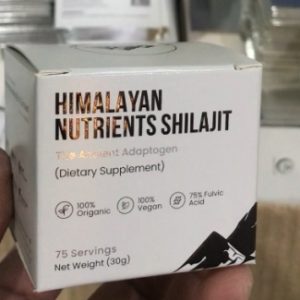 HIMALAYAN
NUTRIENTS SHILAJIT
The Ancient Adaptogen
(Dietary Supplement)
100%
Organic
100%
Vegan
75% Fulvic
Acid
75 Servings
Net Weight (30g)